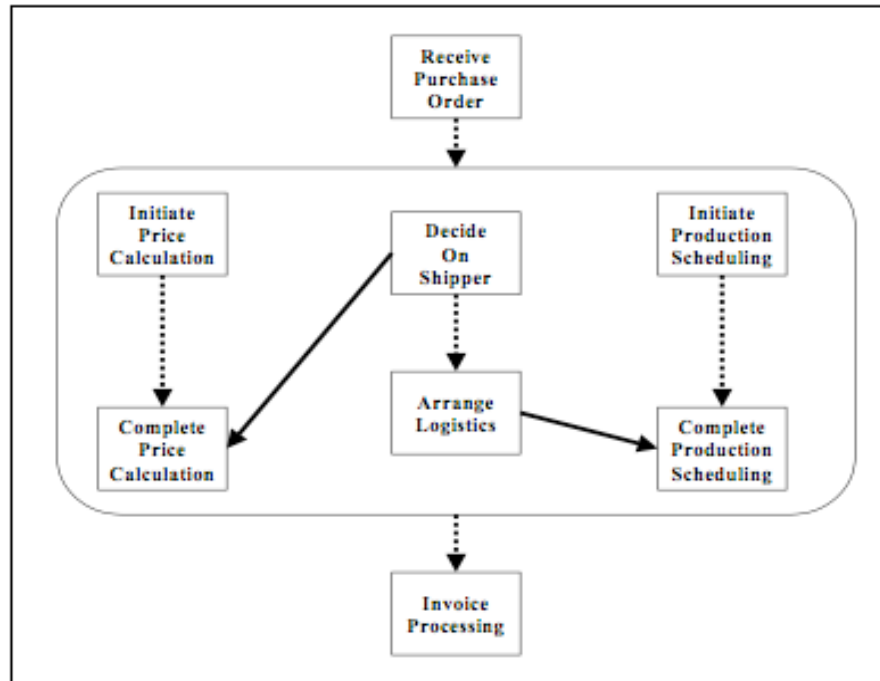 Receive
Purchase
Order
Initiate
Price
Calculation
Decide
On
Shipper
Initiate
Production
Scheduling
Complete
Price
Calculation
Arrange
Logistics
Complete
Production
Scheduling
Invoice
Processing